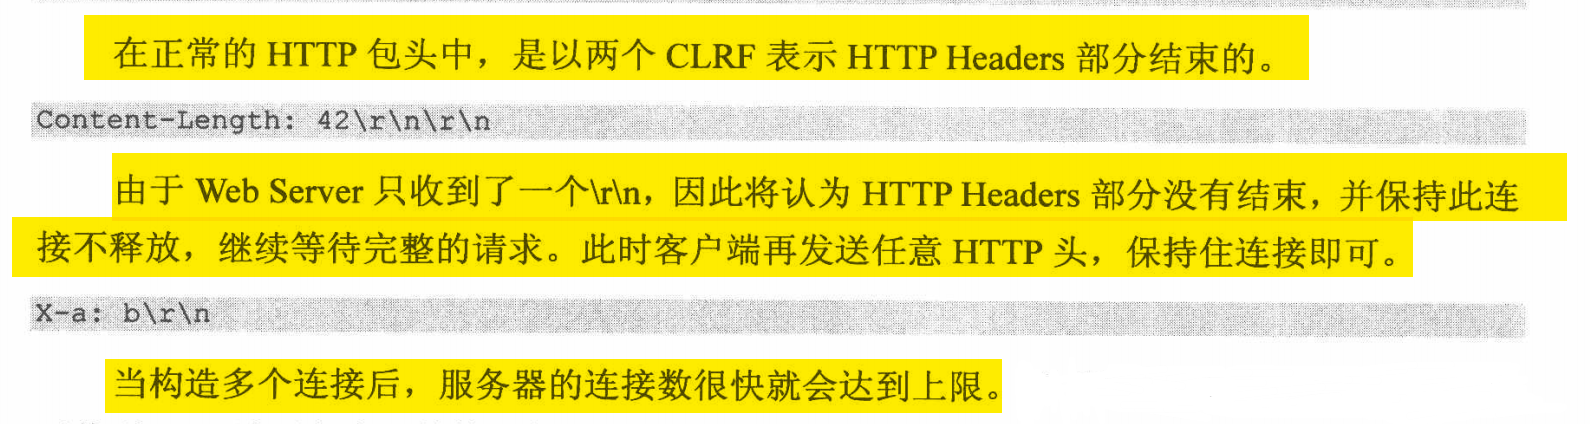 在正常的 HTTP 包头中，是以两个 CLRF 表示 HTTP Headers 部分结束的。
Content-Length: 42\r\n\r\n
由于 Web Server 只收到了一个\r\n，因此将认为 HTTP Headers 部分没有结束，并保持此连
接不释放，继续等待完整的请求。此时客户端再发送任意 HTTP 头，保持住连接即可。
X-a: b\r\n
当构造多个连接后，服务器的连接数很快就会达到上限。